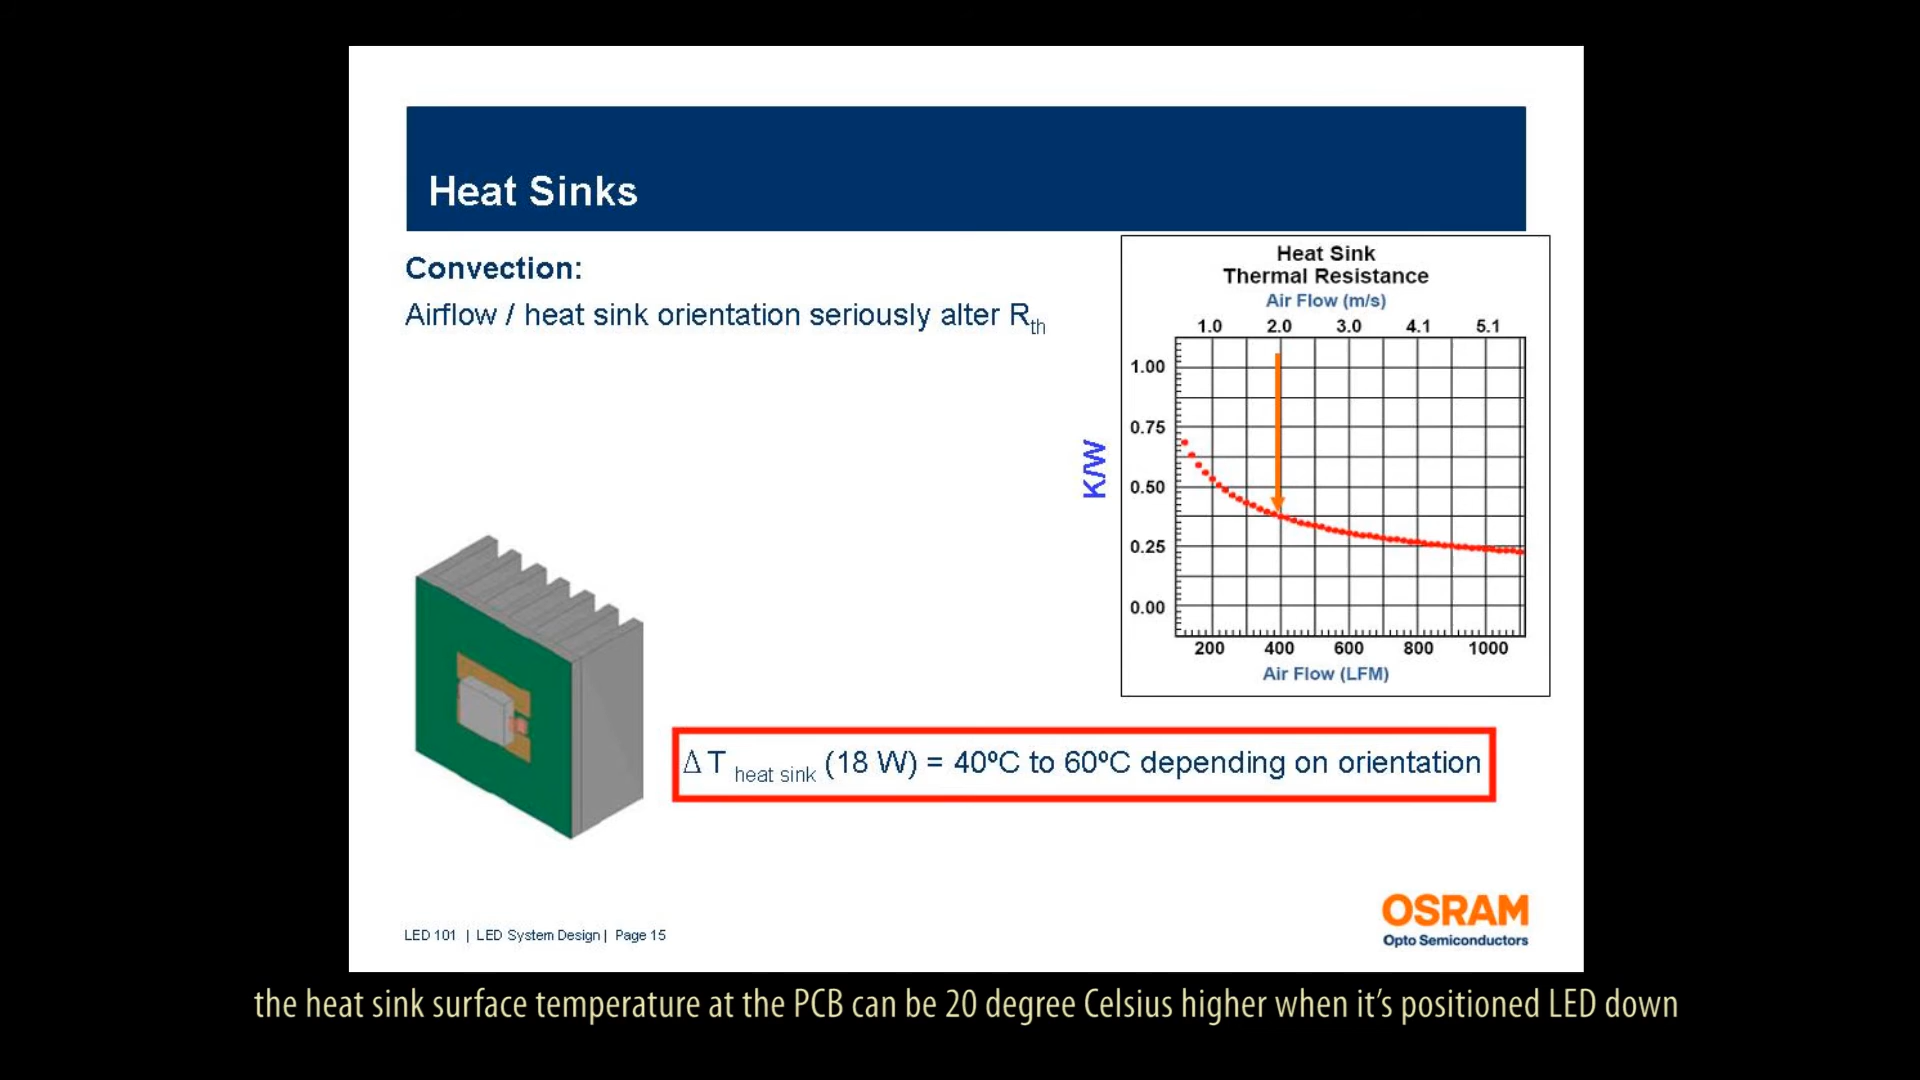 Heat Sinks
Convection:
Airflow / heat sink orientation seriously alter Rth
Heat Sink
Thermal Resistance
Air Flow (m/s)
1.0 2.0 3.0 4.1 5.1
1.00
0.75
0.50
0.25
0.00
K/W
200 400 600 800 1000
Air Flow (LFM)
Δ T heat sink (18 W) = 40ºC to 60ºC depending on orientation
LED 101 | LED System Design | Page 15
OSRAM
Opto Semiconductors
the heat sink surface temperature at the PCB can be 20 degree Celsius higher when it’s positioned LED down